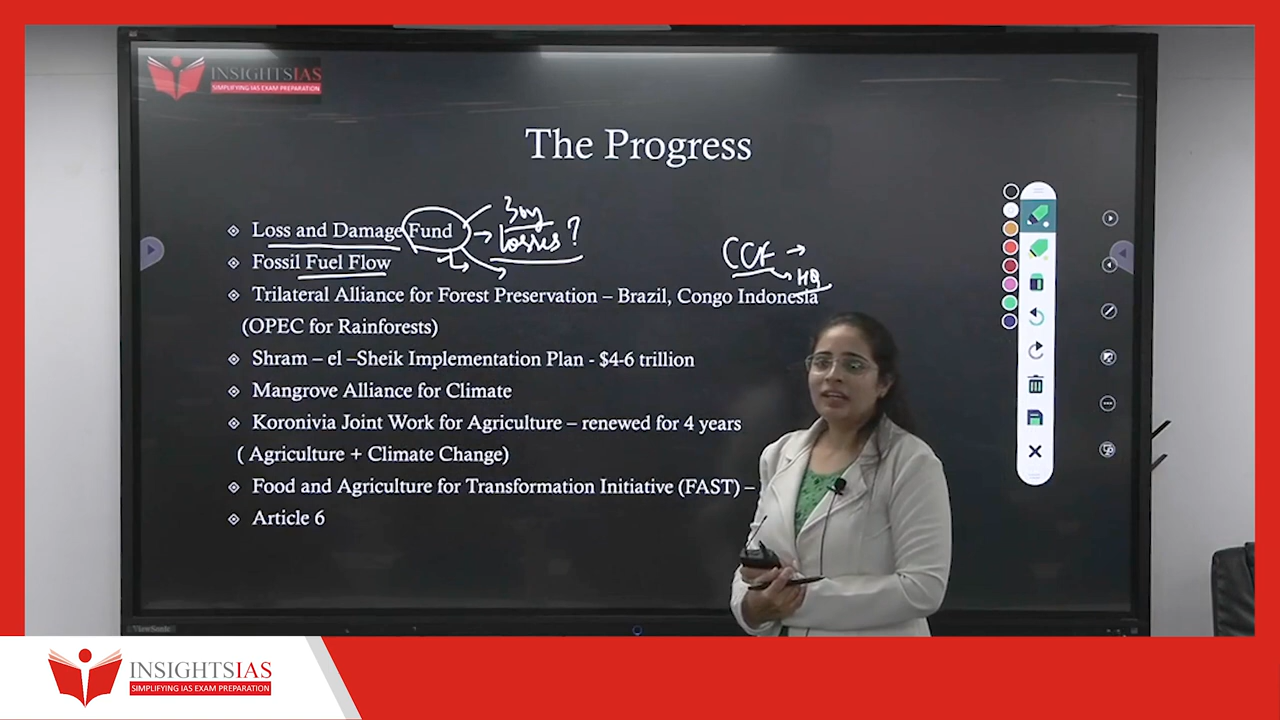 INSIGHTSIAS
SIMPLIFYING IAS EXAM PREPARATION
The Progress
Loss and Damage Fund
losses?
Fossil Fuel Flow
HQ
Trilateral Alliance for Forest Preservation – Brazil, Congo Indonesia
(OPEC for Rainforests)
Shram – el –Sheik Implementation Plan - $4-6 trillion
Mangrove Alliance for Climate
Koronivia Joint Work for Agriculture – renewed for 4 years
( Agriculture + Climate Change)
Food and Agriculture for Transformation Initiative (FAST) –
Article 6
ViewSonic
INSIGHTSIAS
SIMPLIFYING IAS EXAM PREPARATION